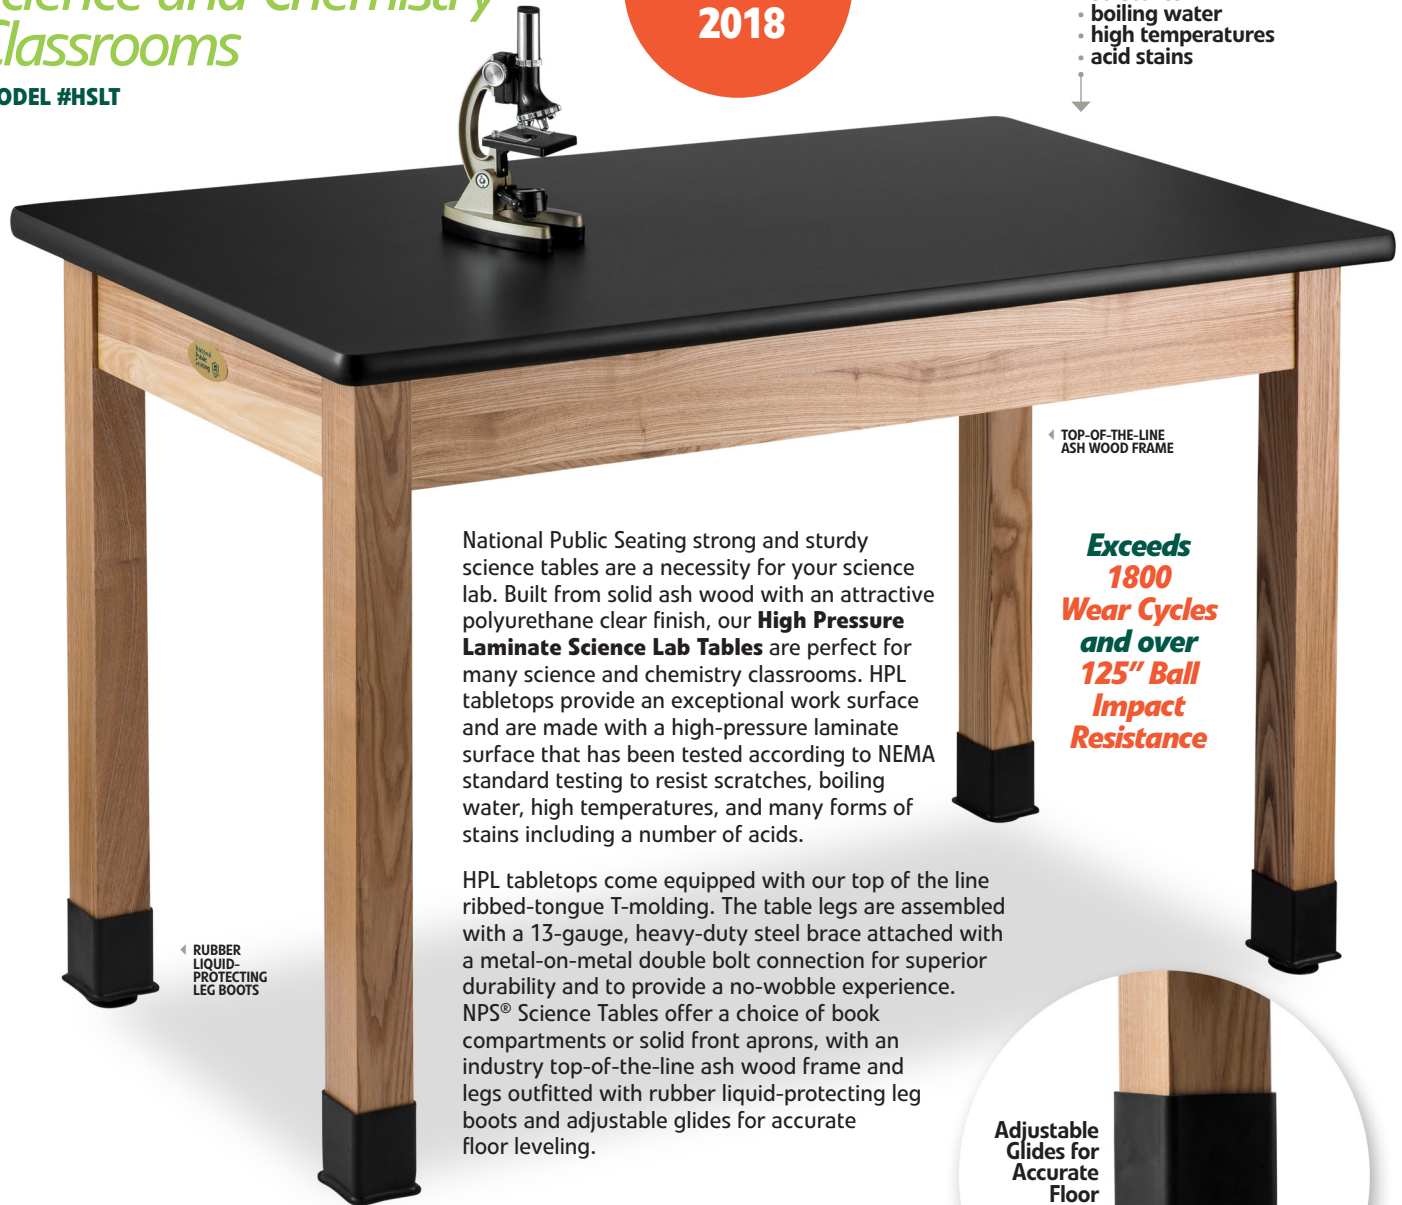 Science and Chemistry
Classrooms
MODEL #HSLT
2018
• boiling water
• high temperatures
• acid stains
National
Public
Seating
TOP-OF-THE-LINE
ASH WOOD FRAME
National Public Seating strong and sturdy
science tables are a necessity for your science
lab. Built from solid ash wood with an attractive
polyurethane clear finish, our High Pressure
Laminate Science Lab Tables are perfect for
many science and chemistry classrooms. HPL
tabletops provide an exceptional work surface
and are made with a high-pressure laminate
surface that has been tested according to NEMA
standard testing to resist scratches, boiling
water, high temperatures, and many forms of
stains including a number of acids.
HPL tabletops come equipped with our top of the line
ribbed-tongue T-molding. The table legs are assembled
with a 13-gauge, heavy-duty steel brace attached with
a metal-on-metal double bolt connection for superior
durability and to provide a no-wobble experience.
NPS® Science Tables offer a choice of book
compartments or solid front aprons, with an
industry top-of-the-line ash wood frame and
legs outfitted with rubber liquid-protecting leg
boots and adjustable glides for accurate
floor leveling.
Exceeds
1800
Wear Cycles
and over
125” Ball
Impact
Resistance
RUBBER
LIQUID-
PROTECTING
LEG BOOTS
Adjustable
Glides for
Accurate
Floor